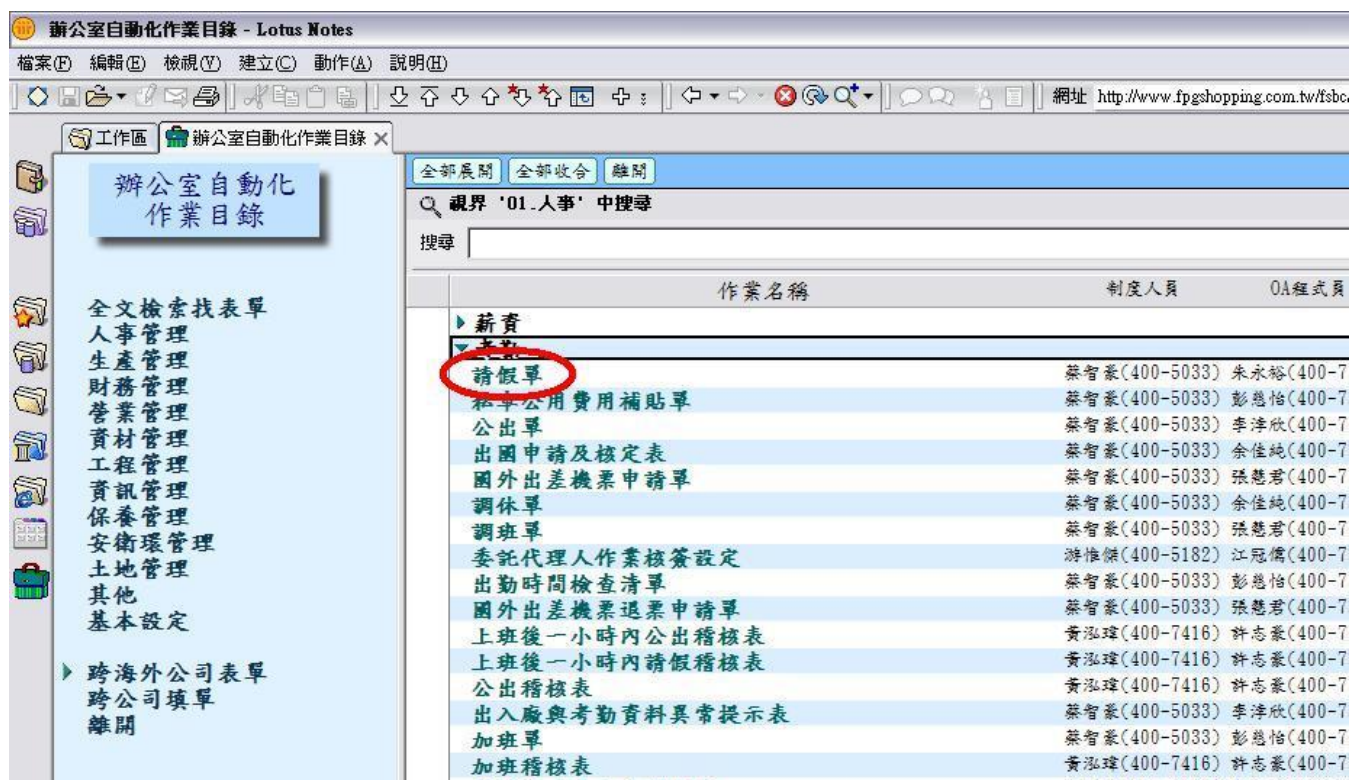 辦公室自動化作業目錄 - Lotus Notes
檔案(F) 編輯(E) 檢視(V) 建立(C) 動作(A) 說明(H)
網址 http://www.fpgshopping.com.tw/fsbc
工作區 辦公室自動化作業目錄
辦公室自動化
作業目錄
全文檢索找表單
人事管理
生產管理
財務管理
營業管理
資材管理
工程管理
資訊管理
保養管理
安衛環管理
土地管理
其他
基本設定
跨海外公司表單
跨公司填單
離開
全部展開 全部收合 離開
視界 '01.人事' 中搜尋
搜尋
作業名稱 制度人員 OA程式員
薪資
考勤
請假單 蔡智豪(400-5033) 朱永裕(400-7
私車公用費用補貼單 蔡智豪(400-5033) 彭慈怡(400-7
公出單 蔡智豪(400-5033) 李淳欣(400-7
出國申請及核定表 蔡智豪(400-5033) 余佳純(400-7
國外出差機票申請單 蔡智豪(400-5033) 張慧君(400-7
調休單 蔡智豪(400-5033) 余佳純(400-7
調班單 蔡智豪(400-5033) 張慧君(400-7
委託代理人作業核簽設定 游惟傑(400-5182) 江冠儒(400-7
出勤時間檢查清單 蔡智豪(400-5033) 彭慈怡(400-7
國外出差機票退票申請單 蔡智豪(400-5033) 張慧君(400-7
上班後一小時內公出稽核表 黃泓瑋(400-7416) 許志豪(400-7
上班後一小時內請假稽核表 黃泓瑋(400-7416) 許志豪(400-7
公出稽核表 黃泓瑋(400-7416) 許志豪(400-7
出入廠與考勤資料異常提示表 蔡智豪(400-5033) 李淳欣(400-7
加班單 蔡智豪(400-5033) 彭慈怡(400-7
加班稽核表 黃泓瑋(400-7416) 許志豪(400-7